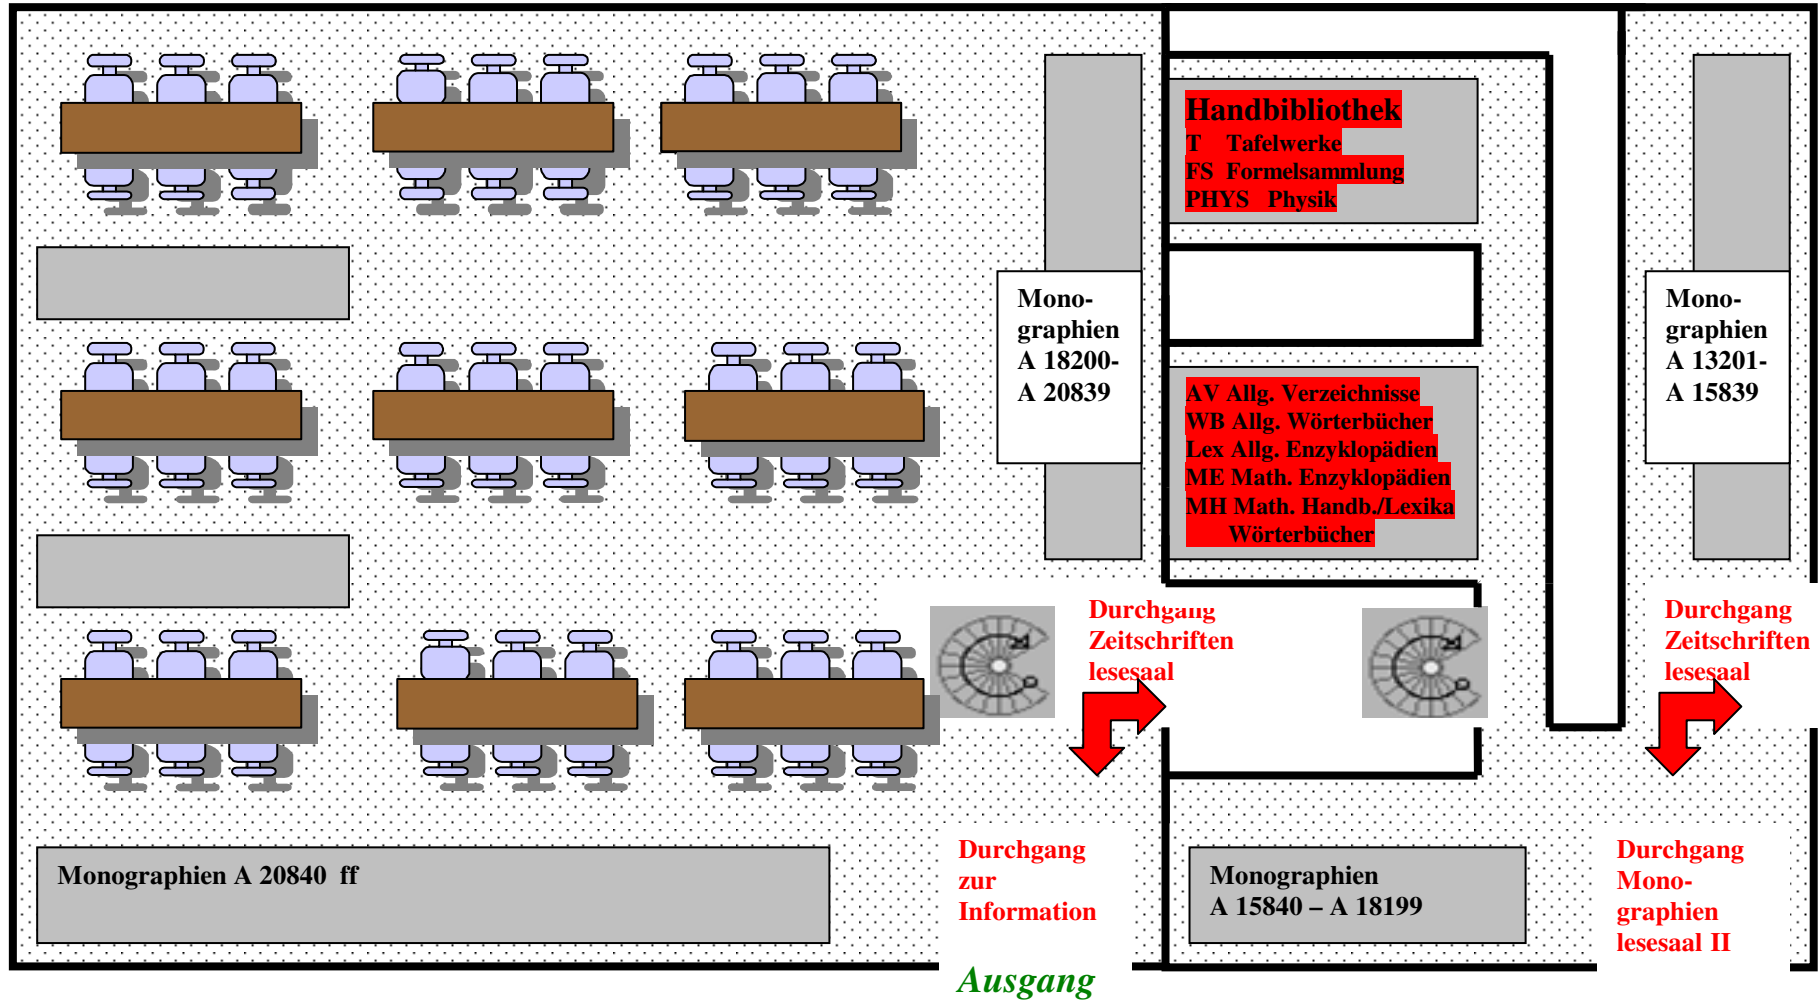 Handbibliothek
T Tafelwerke
FS Formelsammlung
PHYS Physik
Mono-
graphien
A 18200-
A 20839
Mono-
graphien
A 13201-
A 15839
AV Allg. Verzeichnisse
WB Allg. Wörterbücher
Lex Allg. Enzyklopädien
ME Math. Enzyklopädien
MH Math. Handb./Lexika
Wörterbücher
Durchgang
Zeitschriften
lesesaal
Durchgang
Zeitschriften
lesesaal
Monographien A 20840 ff
Durchgang
zur
Information
Monographien
A 15840 – A 18199
Durchgang
Mono-
graphien
lesesaal II
Ausgang